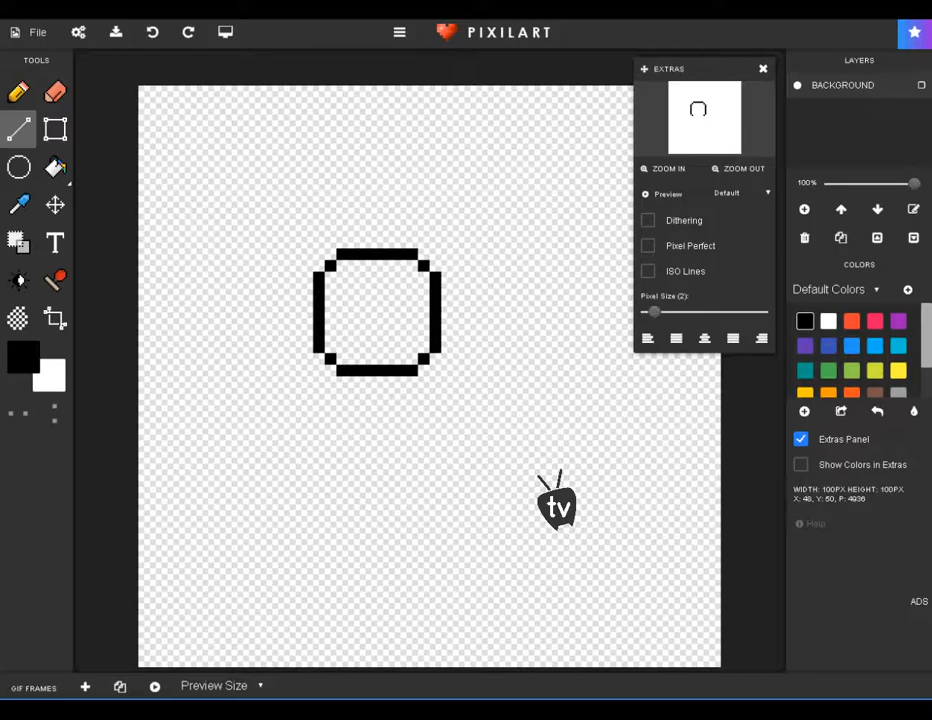 File
PIXILART
TOOLS
EXTRAS
LAYERS
BACKGROUND
ZOOM IN
ZOOM OUT
100%
Preview
Default
Dithering
Pixel Perfect
ISO Lines
Pixel Size (2):
COLORS
Default Colors
T
Extras Panel
Show Colors in Extras
WIDTH: 100PX HEIGHT: 100PX
X: 48, Y: 50, P: 4936
Help
tv
ADS
GIF FRAMES
Preview Size